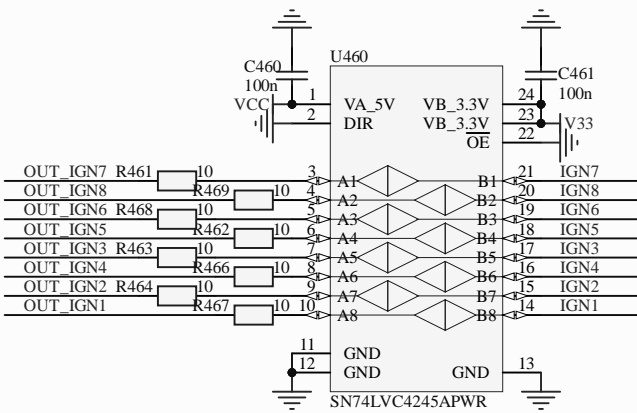 U460
C460
100n
C461
100n
VCC
1
VA_5V
VB_3.3V
24
2
DIR
VB_3.3V
23
V33
OE
22
OUT_IGN7 R461 10 3 A1 B1 21 IGN7
OUT_IGN8 R469 10 4 A2 B2 20 IGN8
OUT_IGN6 R468 10 5 A3 B3 19 IGN6
OUT_IGN5 R462 10 6 A4 B4 18 IGN5
OUT_IGN3 R463 10 7 A5 B5 17 IGN3
OUT_IGN4 R466 10 8 A6 B6 16 IGN4
OUT_IGN2 R464 10 9 A7 B7 15 IGN2
OUT_IGN1 R467 10 10 A8 B8 14 IGN1
11 GND
12 GND GND 13
SN74LVC4245APWR